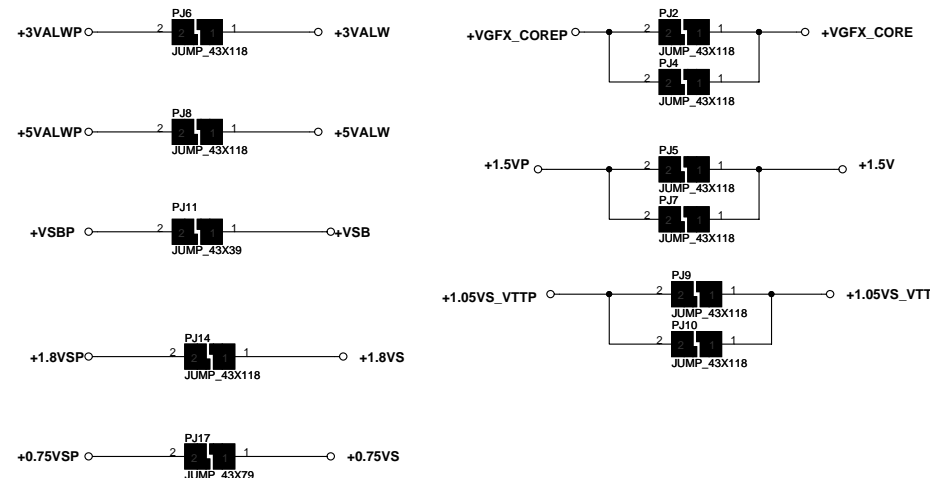 PJ6
+3VALWP 2 2 1 1 +3VALW
JUMP_43X118
PJ8
+5VALWP 2 2 1 1 +5VALW
JUMP_43X118
PJ11
+VSBP 2 2 1 1 +VSB
JUMP_43X39
PJ14
+1.8VSP 2 2 1 1 +1.8VS
JUMP_43X118
PJ17
+0.75VSP 2 2 1 1 +0.75VS
JUMP_43X79
PJ2
+VGFX_COREP 2 2 1 1 +VGFX_CORE
JUMP_43X118
PJ4
2 2 1 1
JUMP_43X118
PJ5
+1.5VP 2 2 1 1 +1.5V
JUMP_43X118
PJ7
2 2 1 1
JUMP_43X118
PJ9
+1.05VS_VTTP 2 2 1 1 +1.05VS_VTT
JUMP_43X118
PJ10
2 2 1 1
JUMP_43X118